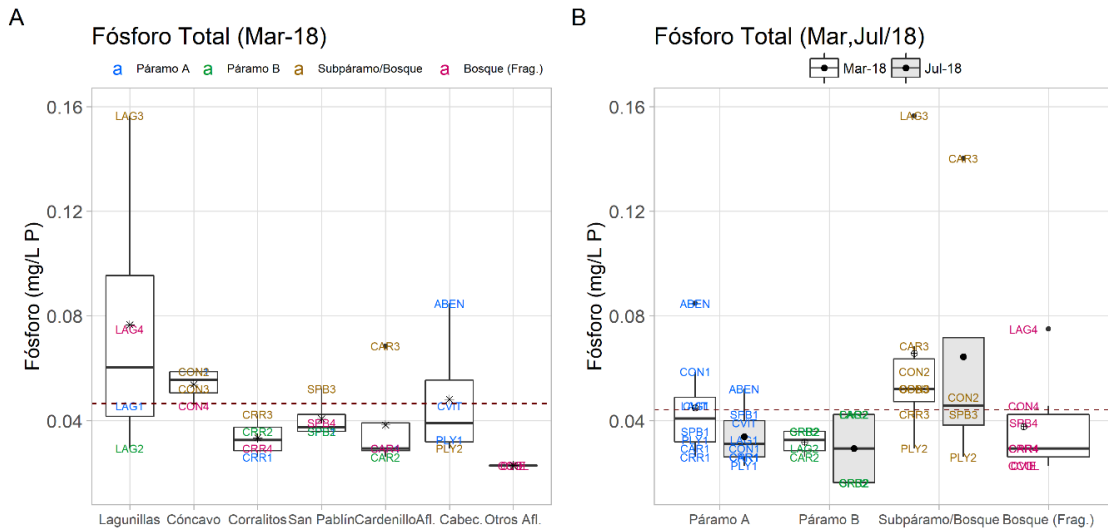 A
Fósforo Total (Mar-18)
a Páramo A a Páramo B a Subpáramo/Bosque a Bosque (Frag.)
Fósforo (mg/L P)
0.16
0.12
0.08
0.04
LAG3
LAG4
LAG1
LAG2
CON3
CON4
CRR3
CRR2
CRR4
CRR1
SPB3
SPB4
SPB2
CAR3
CAR4
CAR2
ABEN
CVIT
PLY1
PLY2
Lagunillas Cóncavo Corralitos San Pablín Cardenillo Afl. Cabec. Otros Afl.
B
Fósforo Total (Mar,Jul/18)
Mar-18 Jul-18
Fósforo (mg/L P)
0.16
0.12
0.08
0.04
ABEN
CON1
SPB1
PLY1
CRR1
ABEN
SPB1
CVIT
LAG1
CON1
CAR1
PLY1
CAR2
LAG2
LAG3
CAR3
CON2
CRR3
PLY2
CAR3
CON2
SPB3
PLY2
LAG4
CON4
SPB4
CRR4
Páramo A Páramo B Subpáramo/Bosque Bosque (Frag.)